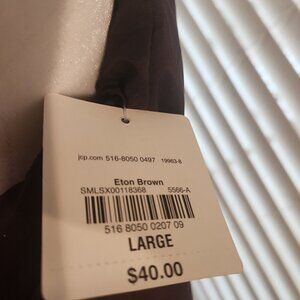 jcp.com 516-8050 0497 19963-8
Eton Brown
SMLSX00118368 5566-A
516 8050 0207 09
LARGE
$40.00